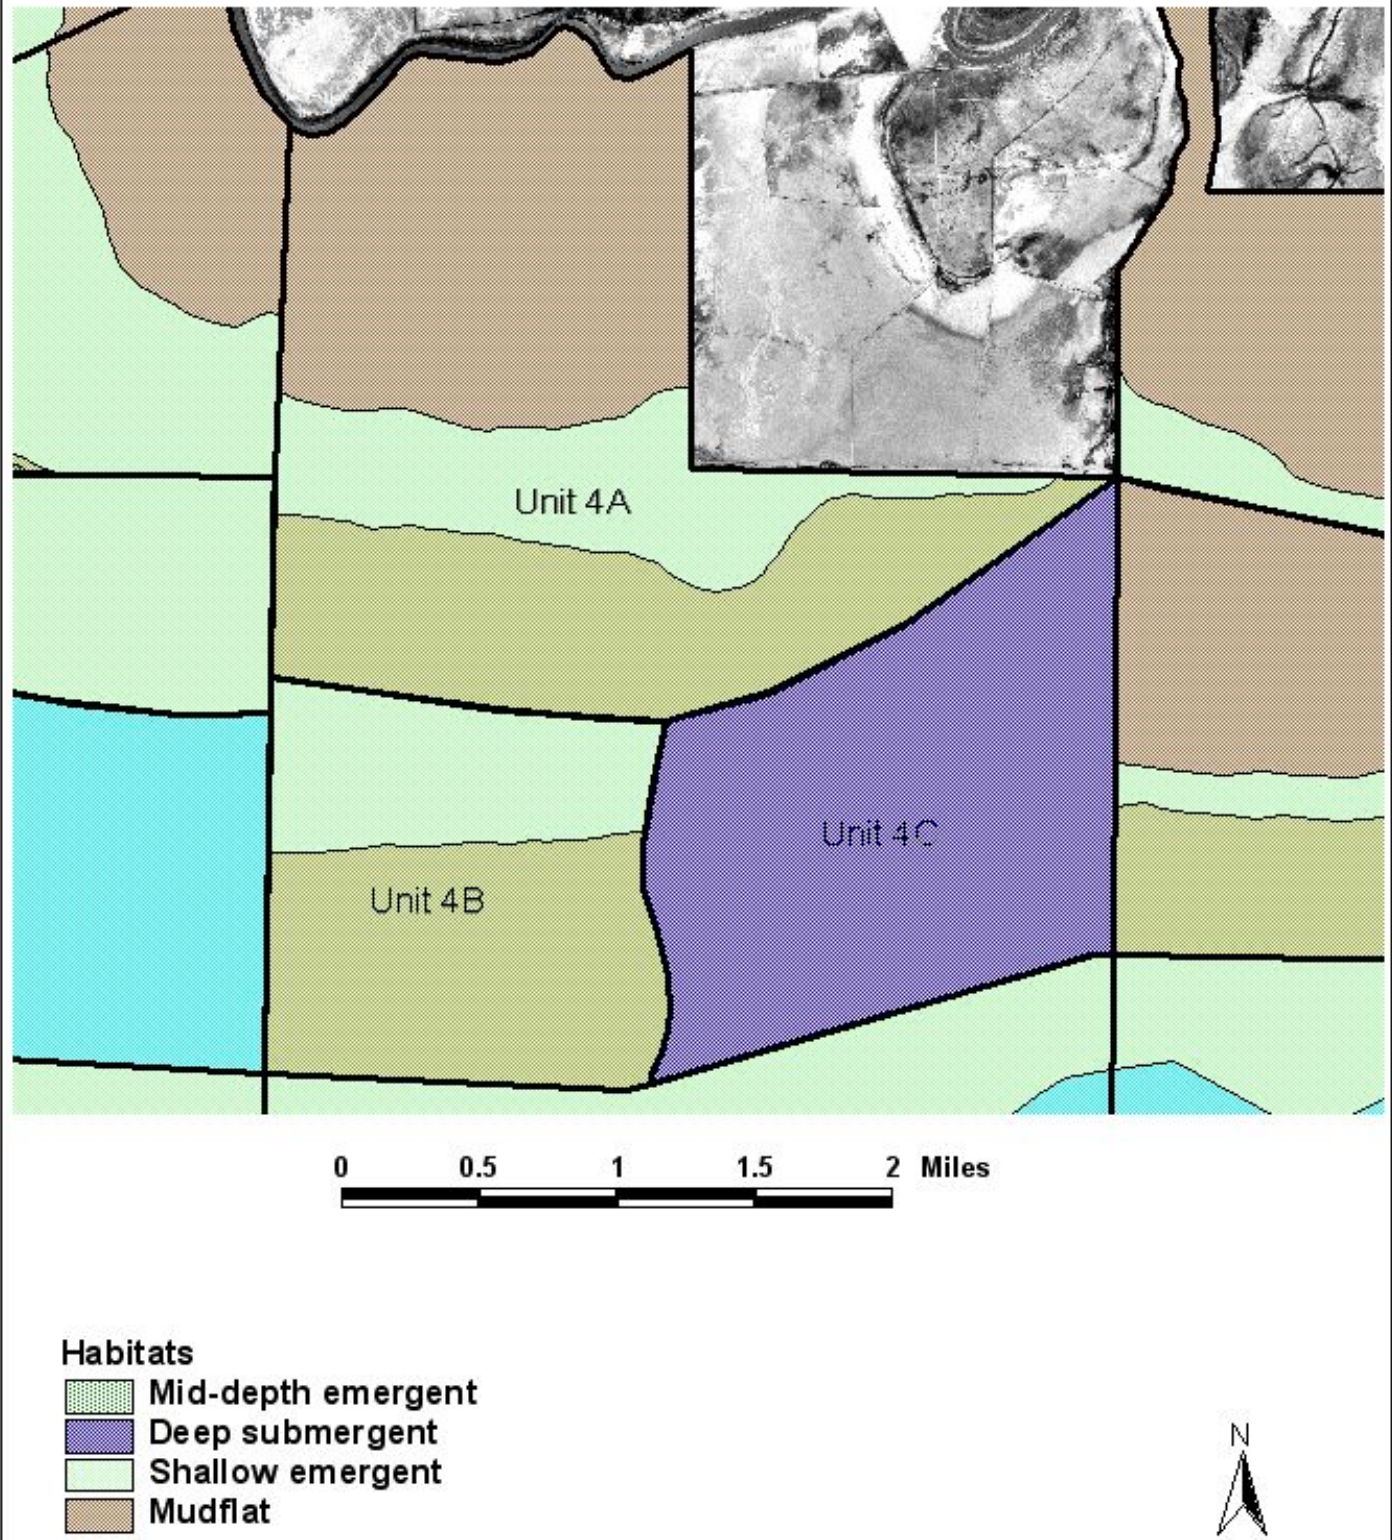 Unit 4A
Unit 4C
Unit 4B
0 0.5 1 1.5 2 Miles
Habitats
Mid-depth emergent
Deep submergent
Shallow emergent
Mudflat
N